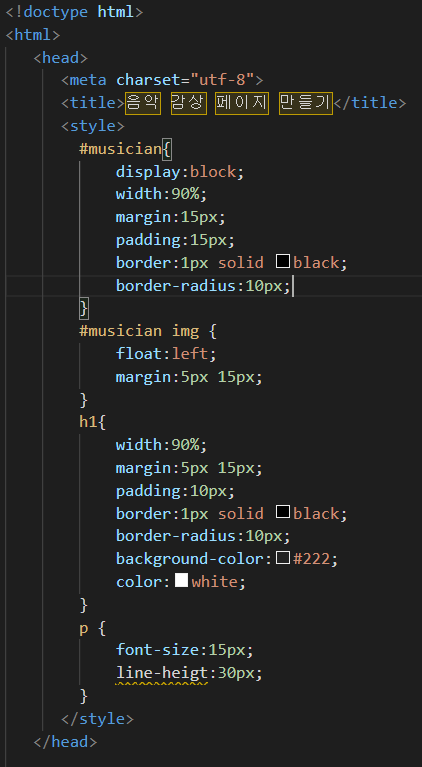 <!doctype html>
<html>
<head>
<meta charset="utf-8">
<title>음악 감상 페이지 만들기</title>
<style>
#musician{
display:block;
width:90%;
margin:15px;
padding:15px;
border:1px solid black;
border-radius:10px;
}
#musician img {
float:left;
margin:5px 15px;
}
h1{
width:90%;
margin:5px 15px;
padding:10px;
border:1px solid black;
border-radius:10px;
background-color:#222;
color:white;
}
p {
font-size:15px;
line-heigt:30px;
}
</style>
</head>